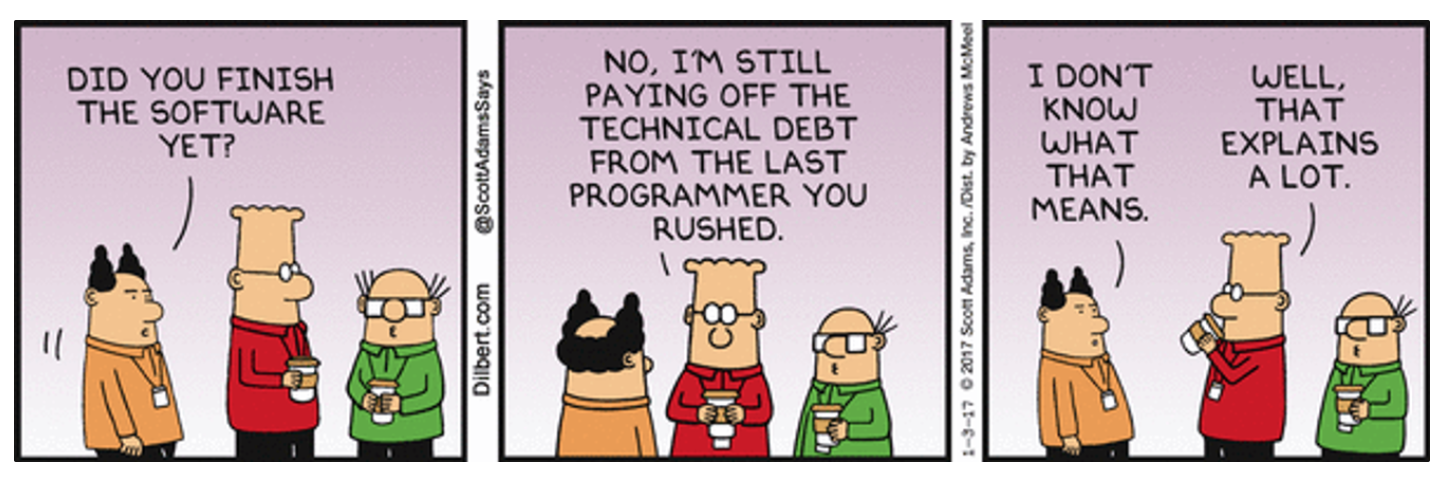 DID YOU FINISH
THE SOFTWARE
YET?
Dilbert.com @ScottAdamsSays
NO, I'M STILL
PAYING OFF THE
TECHNICAL DEBT
FROM THE LAST
PROGRAMMER YOU
RUSHED.
1-3-17 © 2017 Scott Adams, Inc. /Dist. by Andrews McMeel
I DON'T
KNOW
WHAT
THAT
MEANS.
WELL,
THAT
EXPLAINS
A LOT.